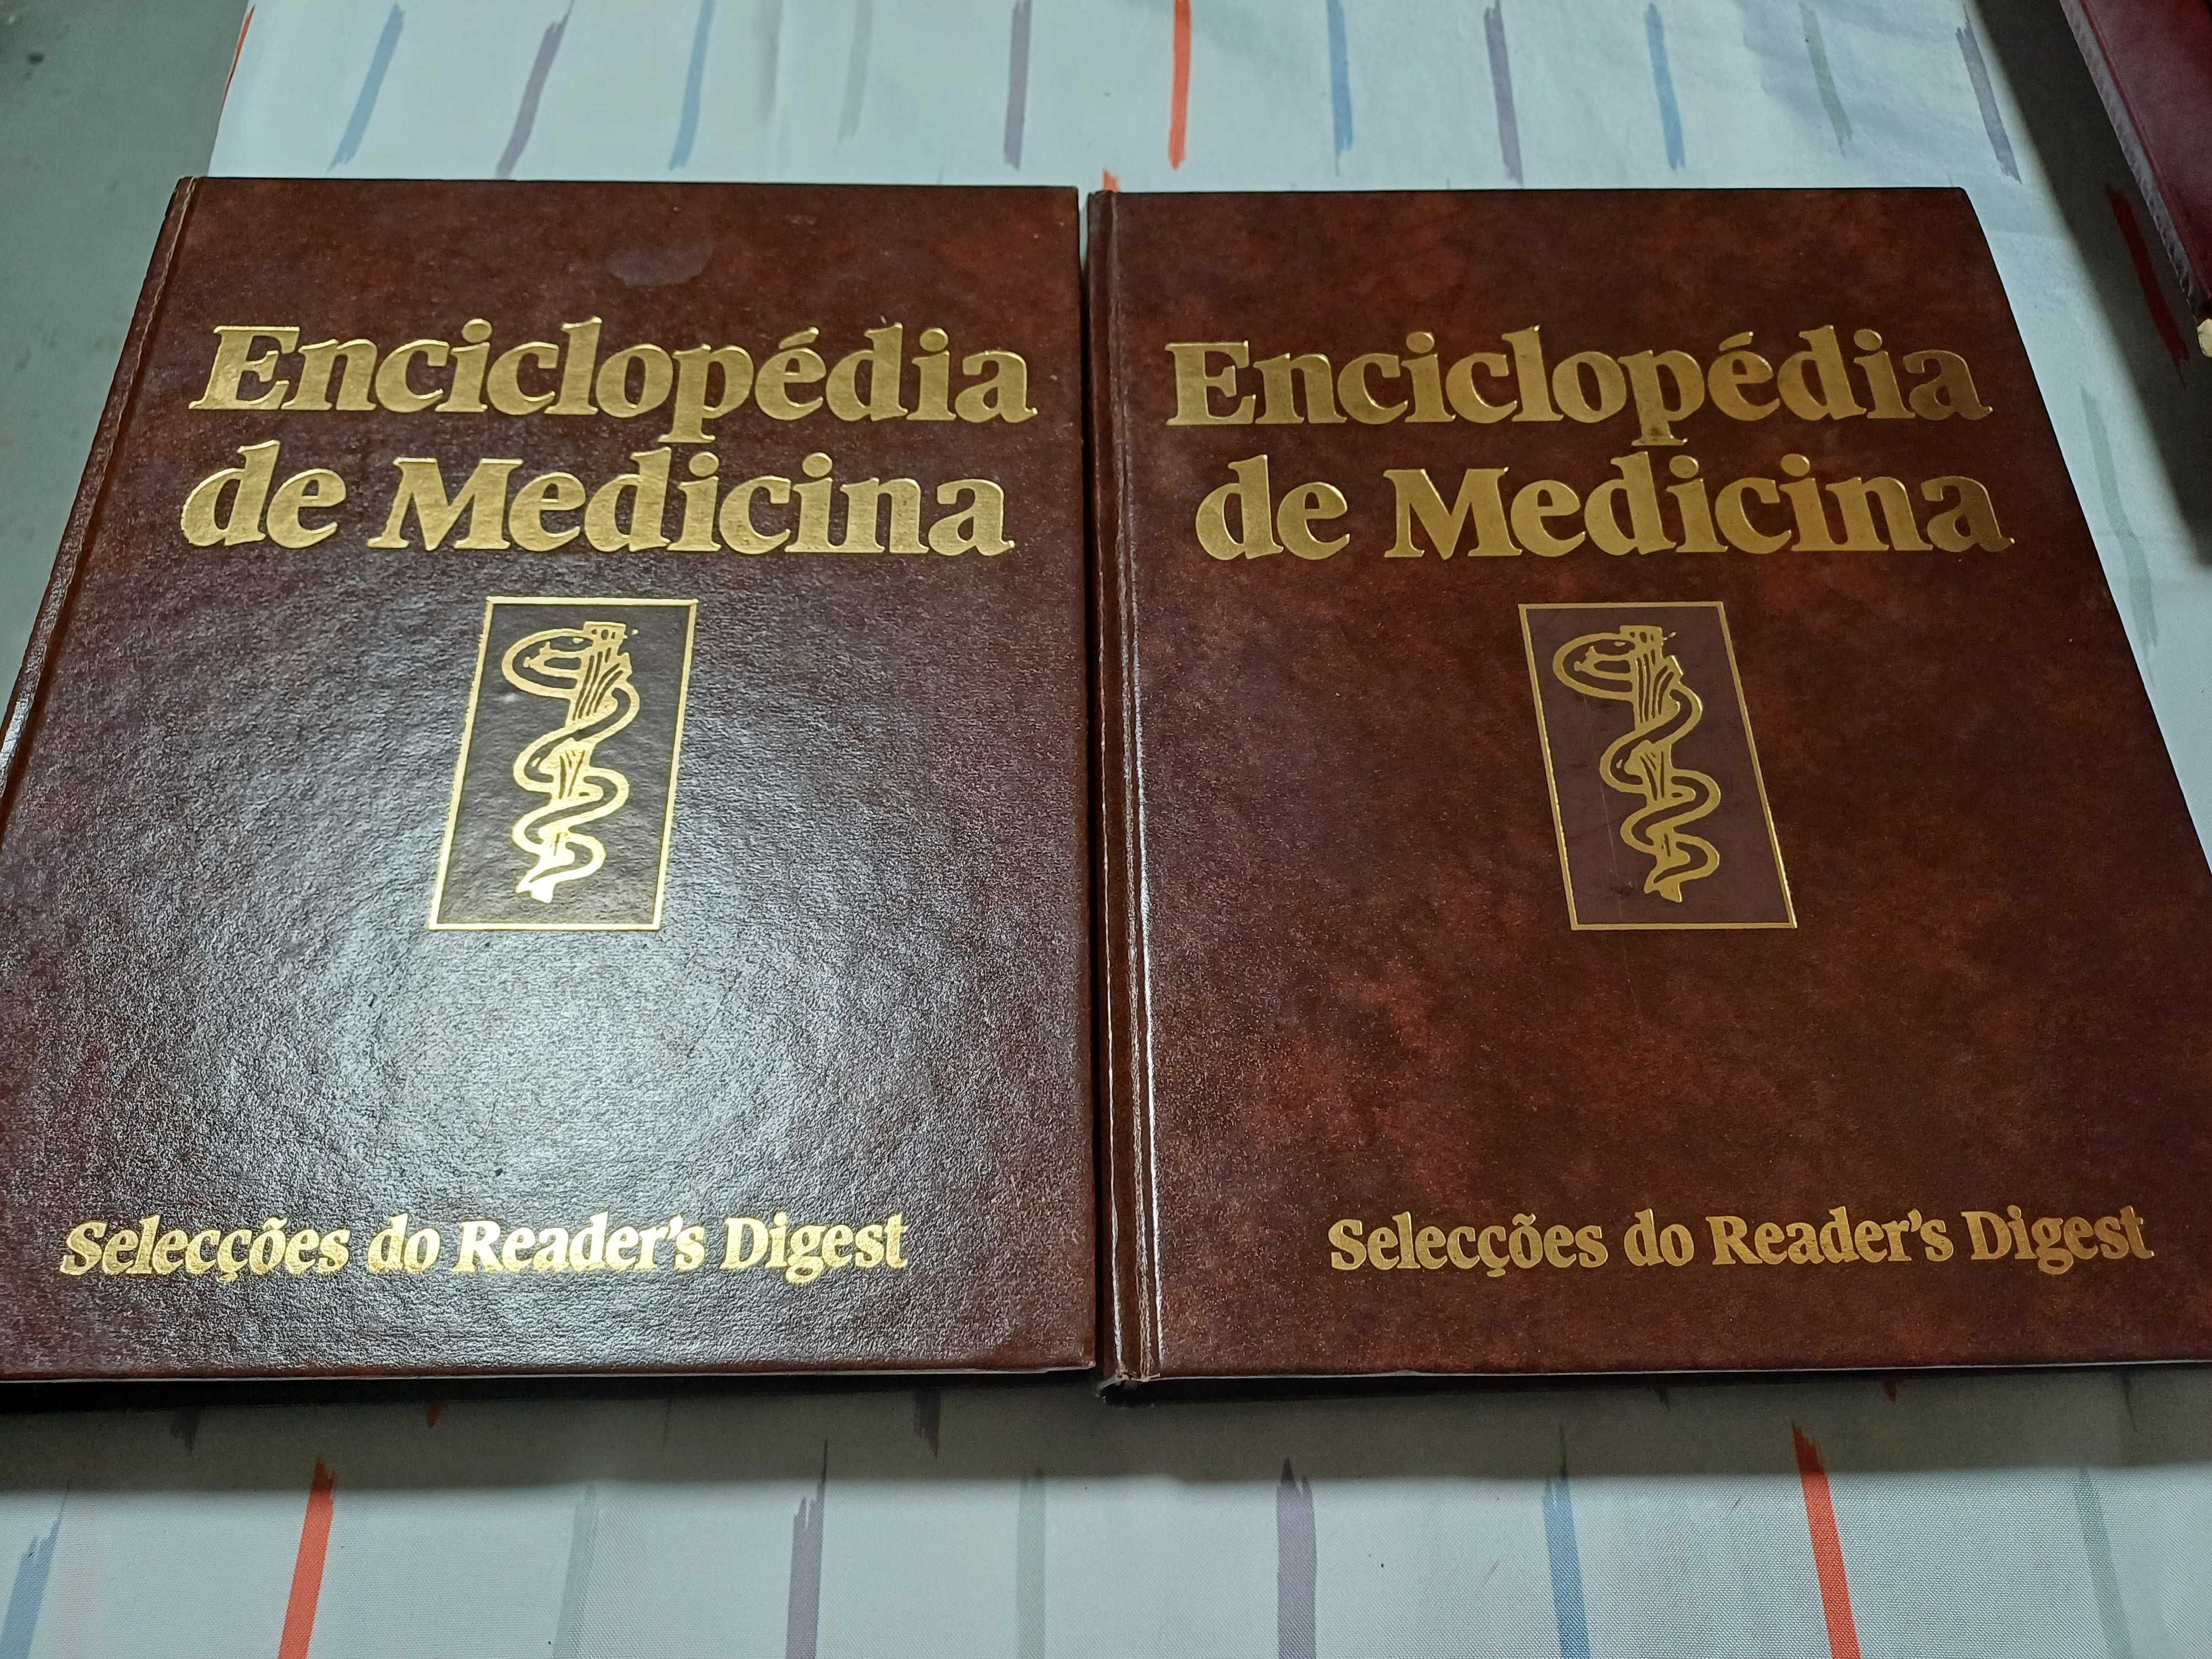 Enciclopédia
de Medicina
Selecções do Reader's Digest
Enciclopédia
de Medicina
Selecções do Reader's Digest